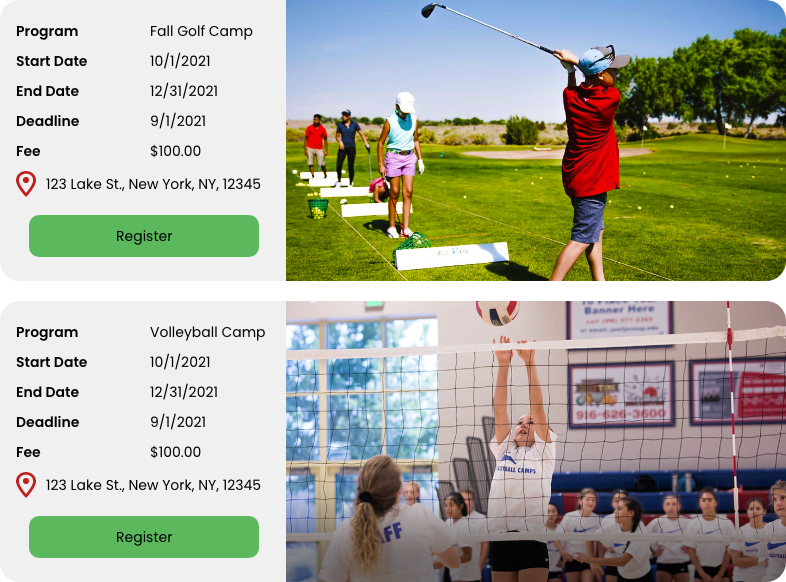 Program Fall Golf Camp
Start Date 10/1/2021
End Date 12/31/2021
Deadline 9/1/2021
Fee $100.00
123 Lake St., New York, NY, 12345
Register
Program Volleyball Camp
Start Date 10/1/2021
End Date 12/31/2021
Deadline 9/1/2021
Fee $100.00
123 Lake St., New York, NY, 12345
Register
Banner Here
916-626-3600
CAMPS